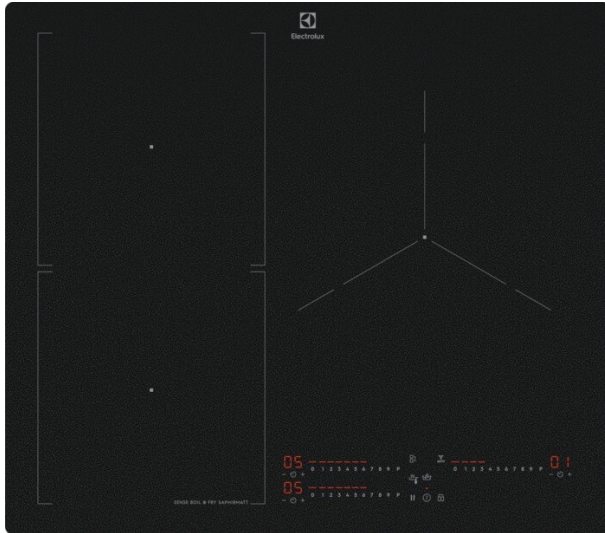 Electrolux
05 0 1 2 3 4 5 6 7 8 9 P
0 1 2 3 4 5 6 7 8 9 P 01
- +
- +
05 0 1 2 3 4 5 6 7 8 9 P
- +
SENSE BOIL & FRY SAPHIRMATT